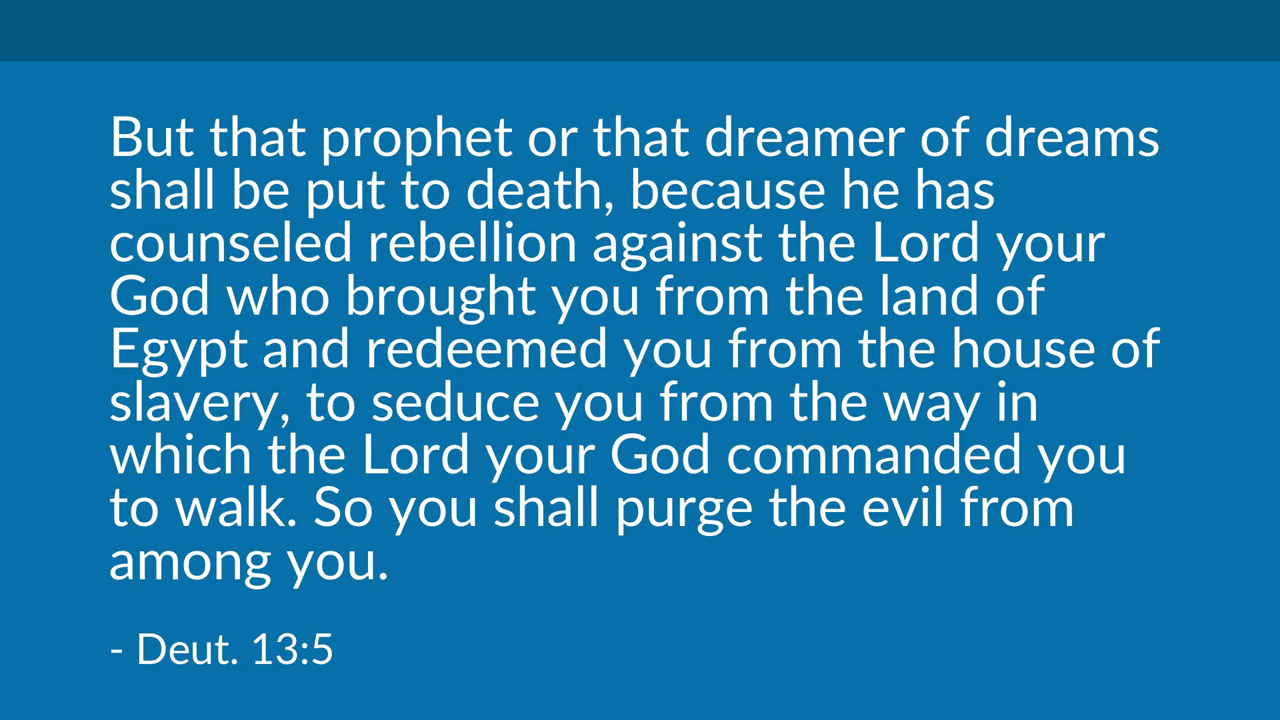 But that prophet or that dreamer of dreams
shall be put to death, because he has
counseled rebellion against the Lord your
God who brought you from the land of
Egypt and redeemed you from the house of
slavery, to seduce you from the way in
which the Lord your God commanded you
to walk. So you shall purge the evil from
among you.
- Deut. 13:5